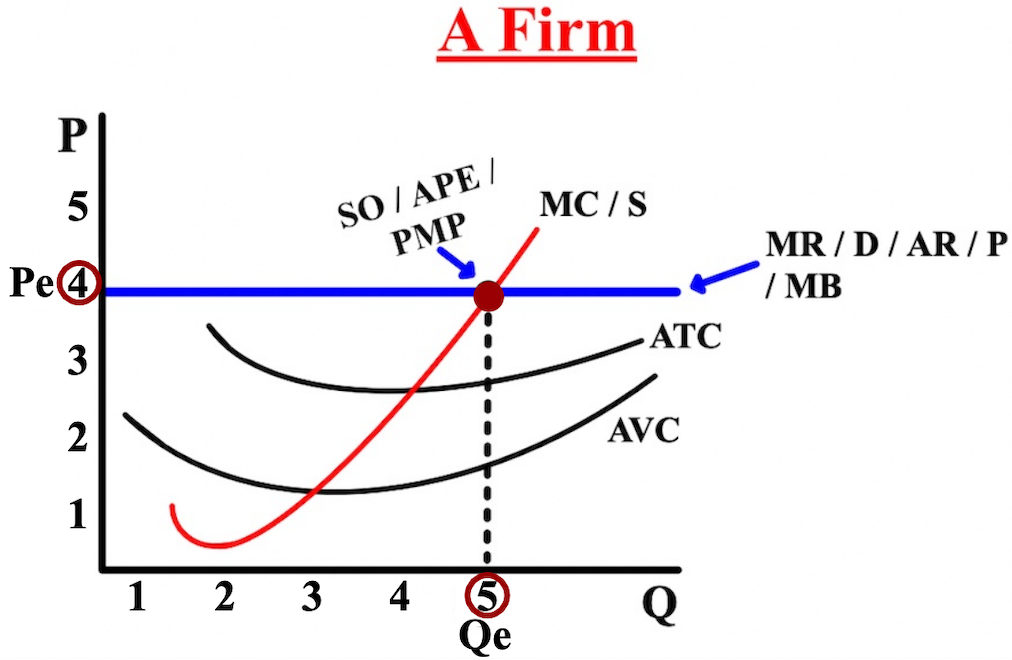 A Firm
P
SO / APE /
PMP
MC / S
5
MR / D / AR / P
/ MB
Pe 4
ATC
3
AVC
2
1
1 2 3 4 5 Q
Qe